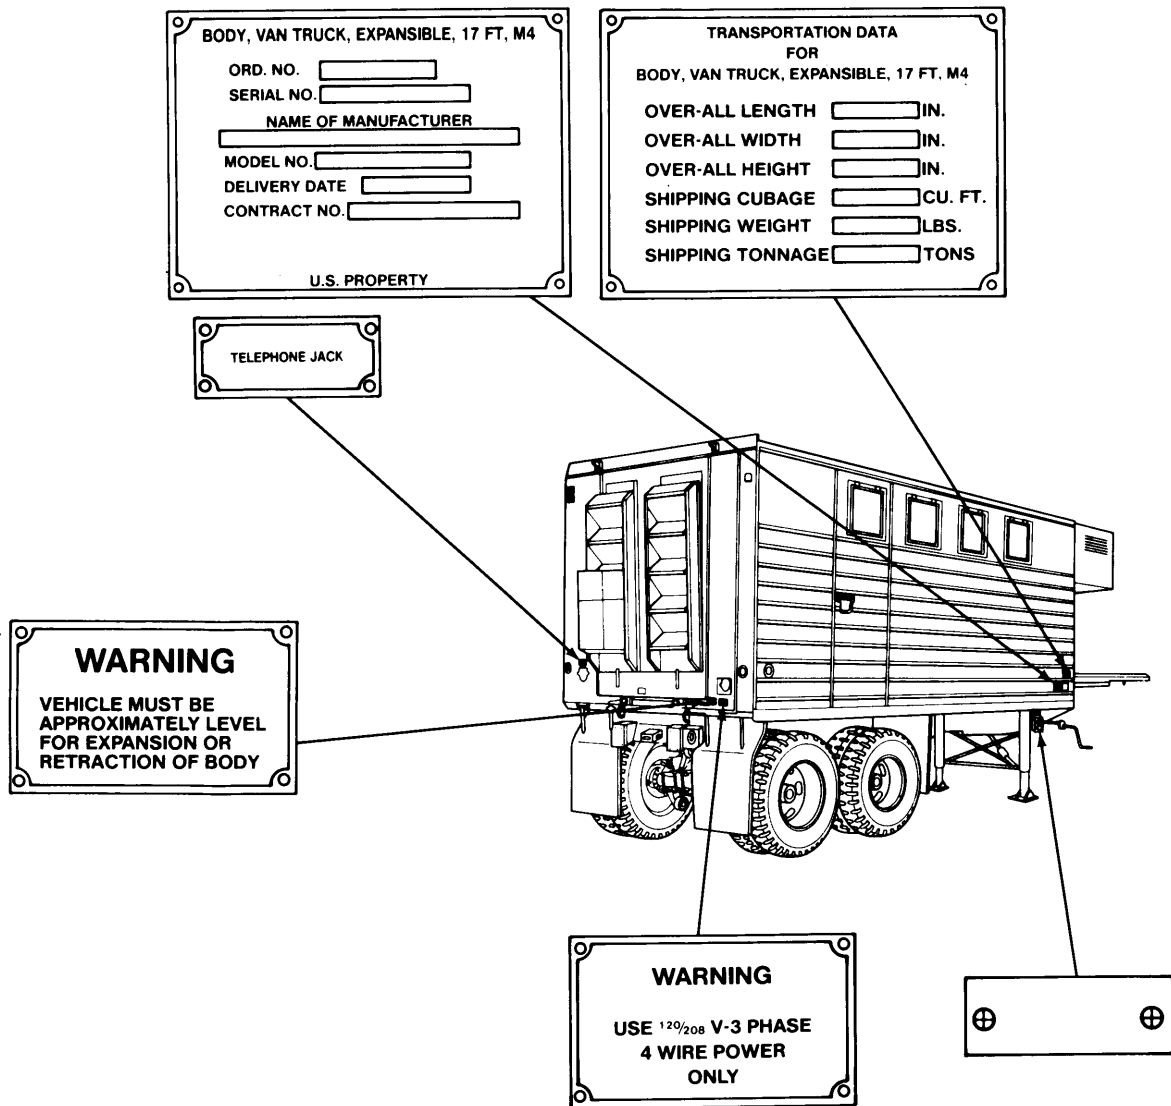 BODY, VAN TRUCK, EXPANSIBLE, 17 FT, M4
ORD. NO.
SERIAL NO.
NAME OF MANUFACTURER
MODEL NO.
DELIVERY DATE
CONTRACT NO.
U.S. PROPERTY
TRANSPORTATION DATA
FOR
BODY, VAN TRUCK, EXPANSIBLE, 17 FT, M4
OVER-ALL LENGTH IN.
OVER-ALL WIDTH IN.
OVER-ALL HEIGHT IN.
SHIPPING CUBAGE CU. FT.
SHIPPING WEIGHT LBS.
SHIPPING TONNAGE TONS
TELEPHONE JACK
WARNING
VEHICLE MUST BE
APPROXIMATELY LEVEL
FOR EXPANSION OR
RETRACTION OF BODY
WARNING
USE 120/208 V-3 PHASE
4 WIRE POWER
ONLY